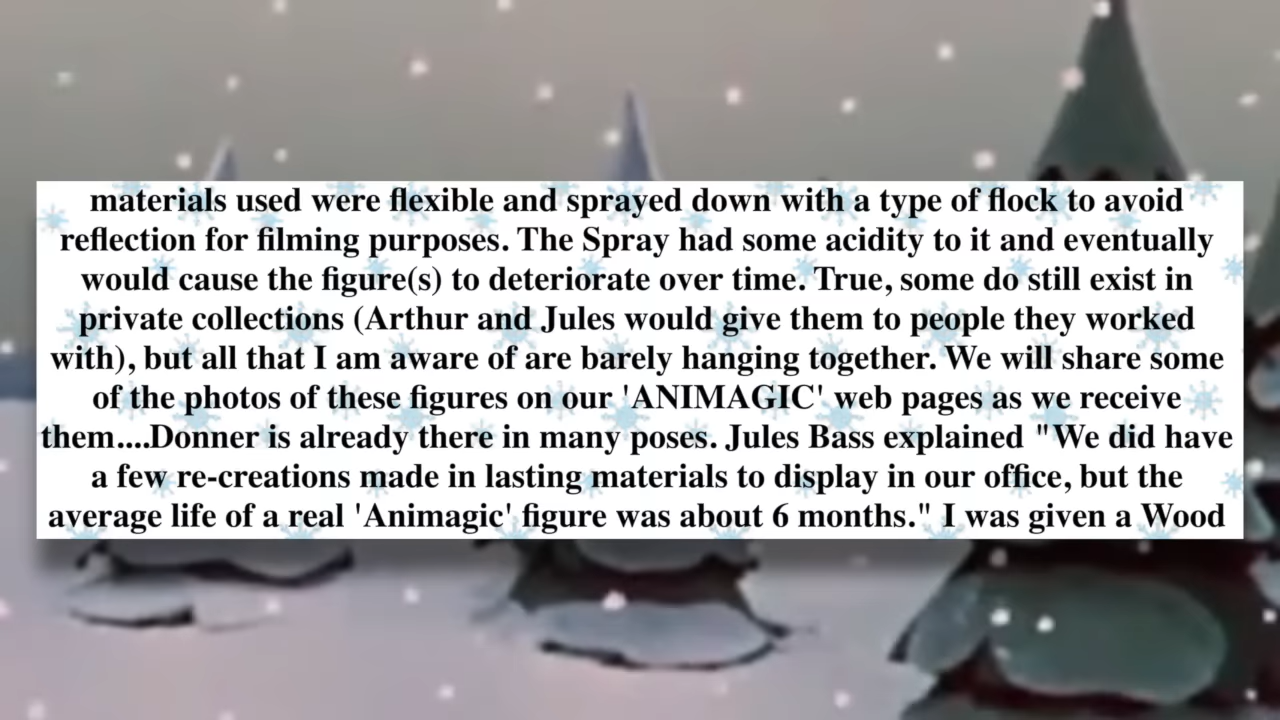 materials used were flexible and sprayed down with a type of flock to avoid
reflection for filming purposes. The Spray had some acidity to it and eventually
would cause the figure(s) to deteriorate over time. True, some do still exist in
private collections (Arthur and Jules would give them to people they worked
with), but all that I am aware of are barely hanging together. We will share some
of the photos of these figures on our 'ANIMAGIC' web pages as we receive
them....Donner is already there in many poses. Jules Bass explained "We did have
a few re-creations made in lasting materials to display in our office, but the
average life of a real 'Animagic' figure was about 6 months." I was given a Wood